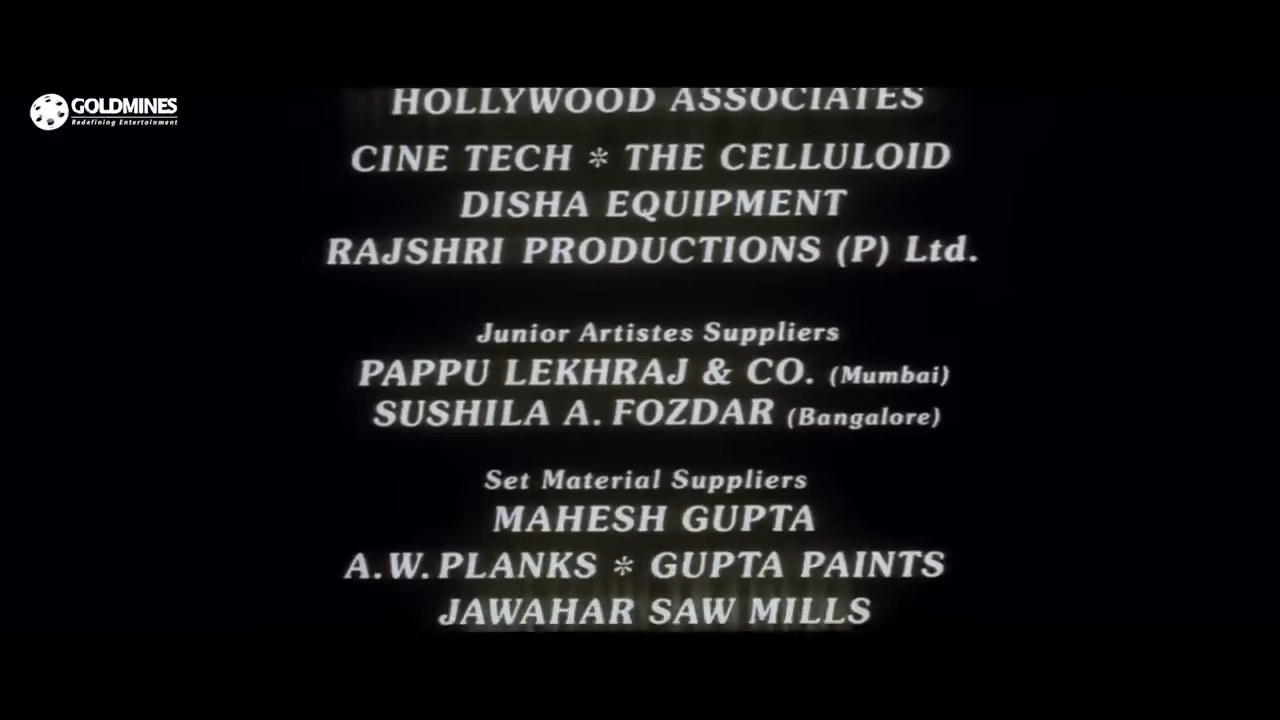 GOLDMINES
Redefining Entertainment
HOLLYWOOD ASSOCIATES
CINE TECH * THE CELLULOID
DISHA EQUIPMENT
RAJSHRI PRODUCTIONS (P) Ltd.
Junior Artistes Suppliers
PAPPU LEKHRAJ & CO. (Mumbai)
SUSHILA A. FOZDAR (Bangalore)
Set Material Suppliers
MAHESH GUPTA
A.W. PLANKS * GUPTA PAINTS
JAWAHAR SAW MILLS